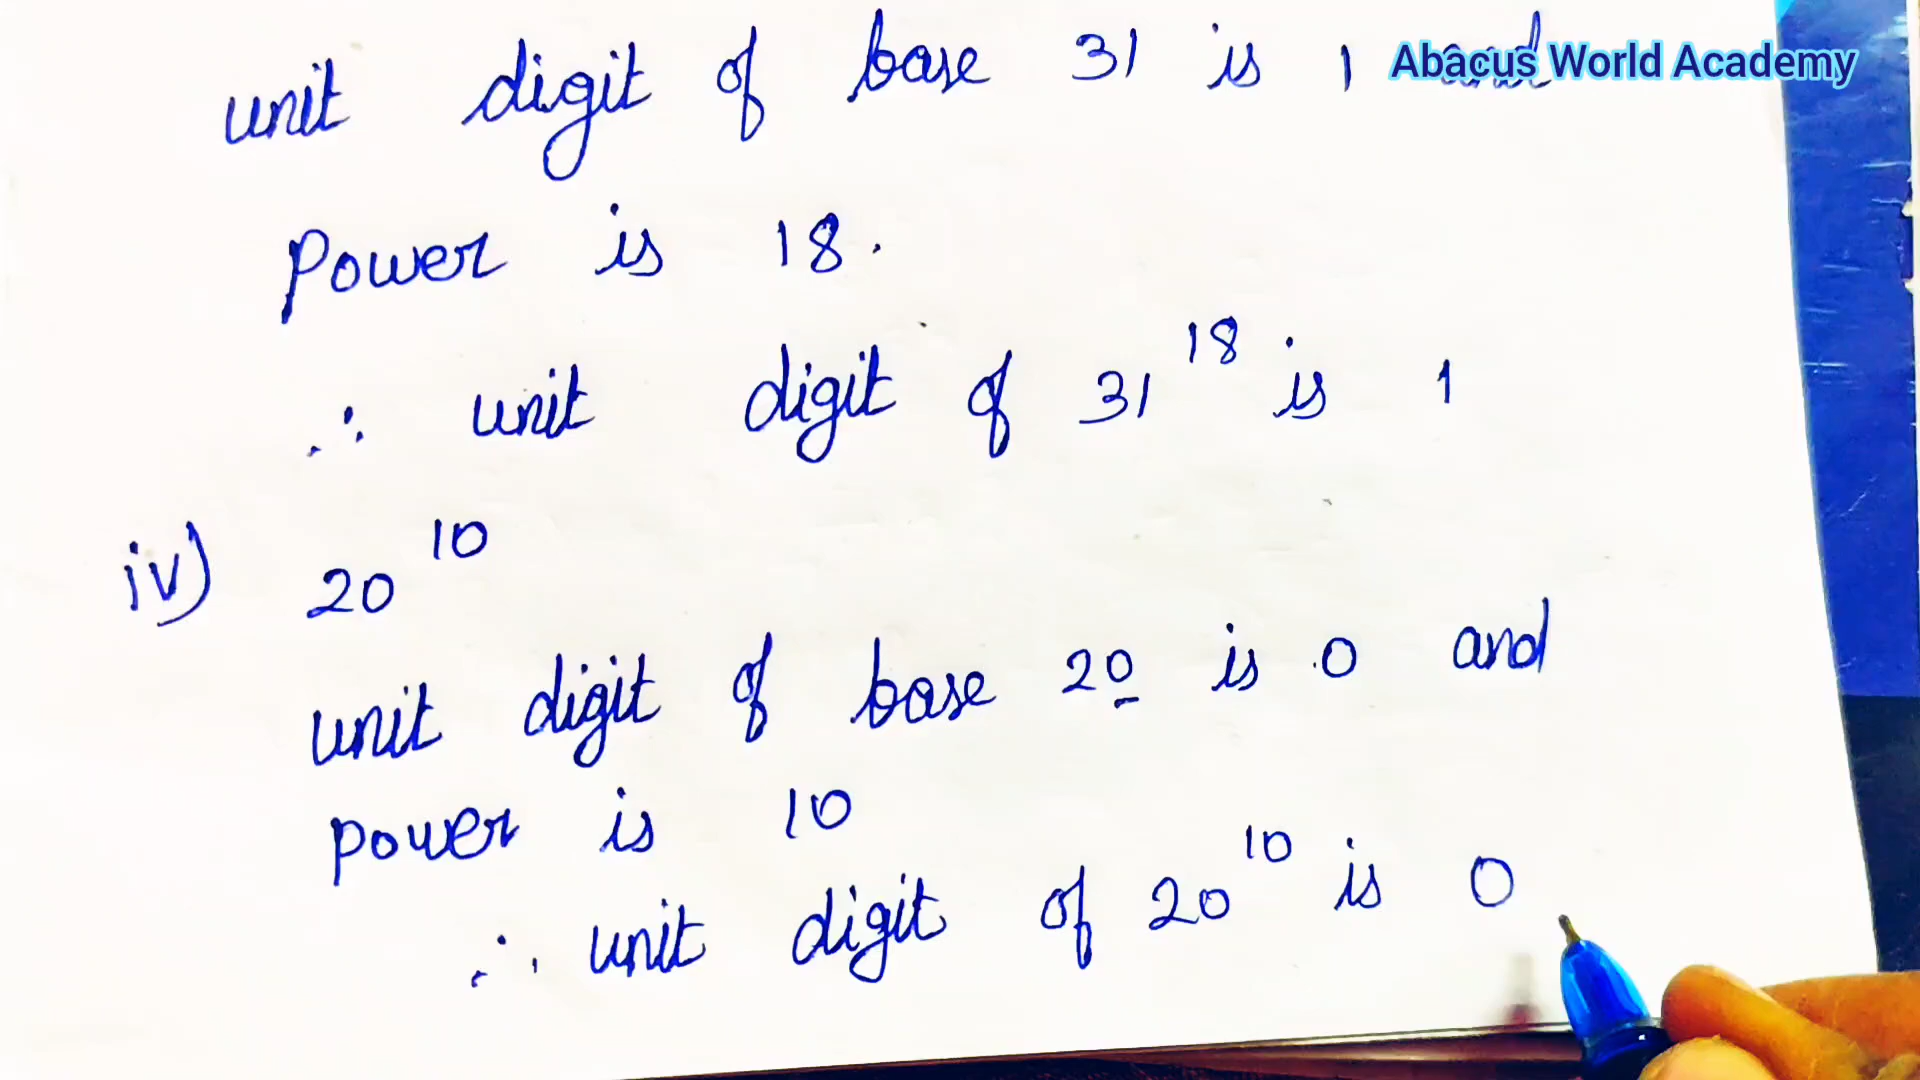 unit digit of base 31 is 1 and
Abacus World Academy
Power is 18.
∴ unit digit of 31^18 is 1
iv) 20^10
unit digit of base 20 is 0 and
power is 10
∴ unit digit of 20^10 is 0